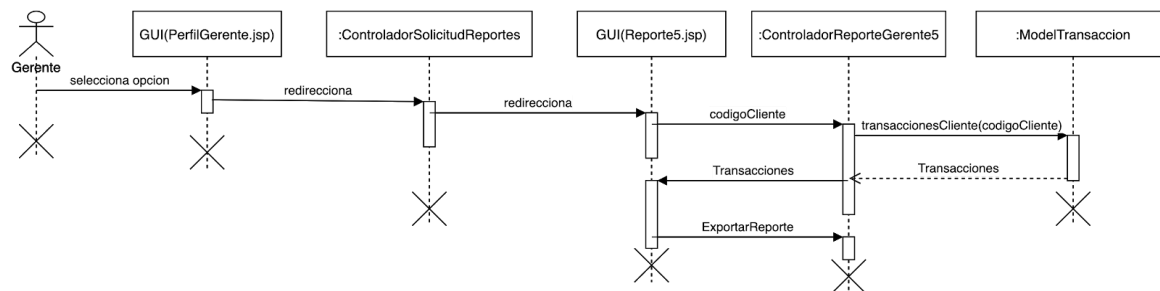 GUI(PerfilGerente.jsp)
:ControladorSolicitudReportes
GUI(Reporte5.jsp)
:ControladorReporteGerente5
:ModelTransaccion
Gerente
selecciona opcion
redirecciona
redirecciona
codigoCliente
transaccionesCliente(codigoCliente)
Transacciones
Transacciones
ExportarReporte